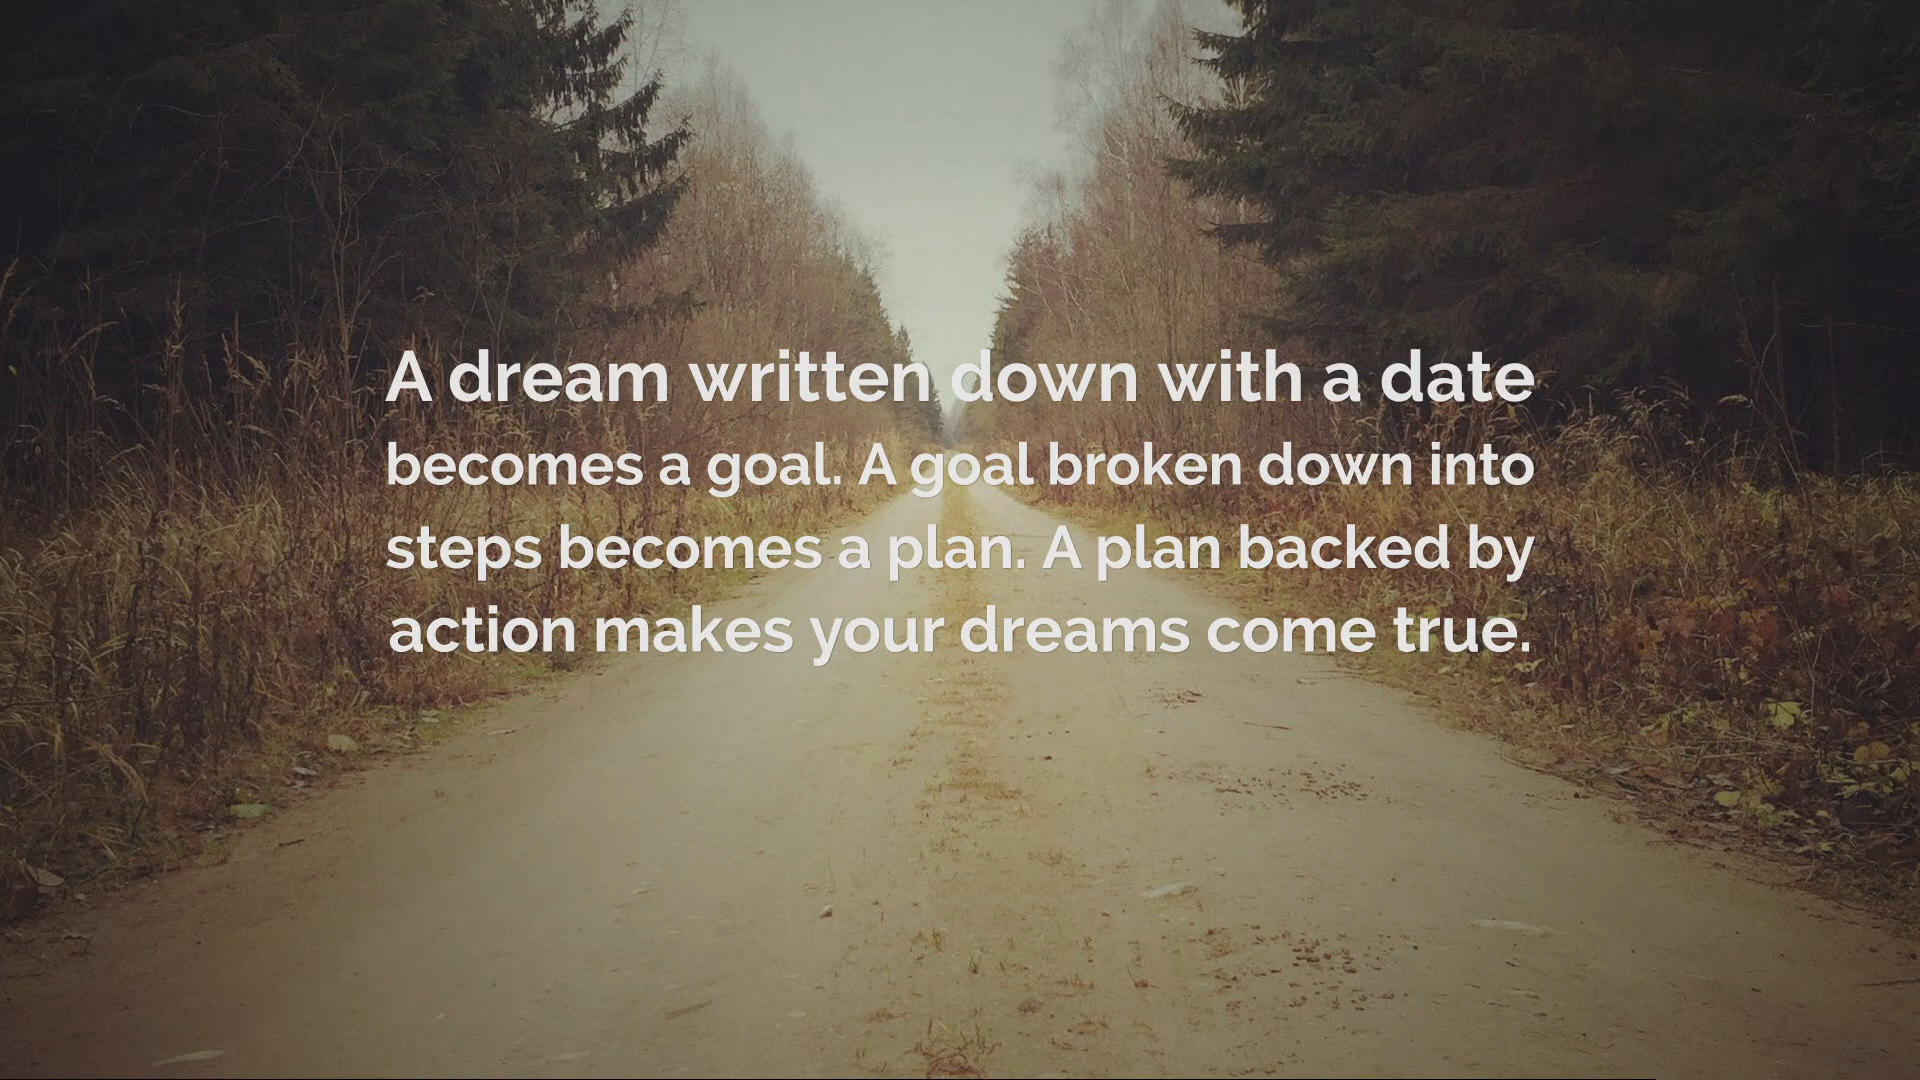 A dream written down with a date
becomes a goal. A goal broken down into
steps becomes a plan. A plan backed by
action makes your dreams come true.